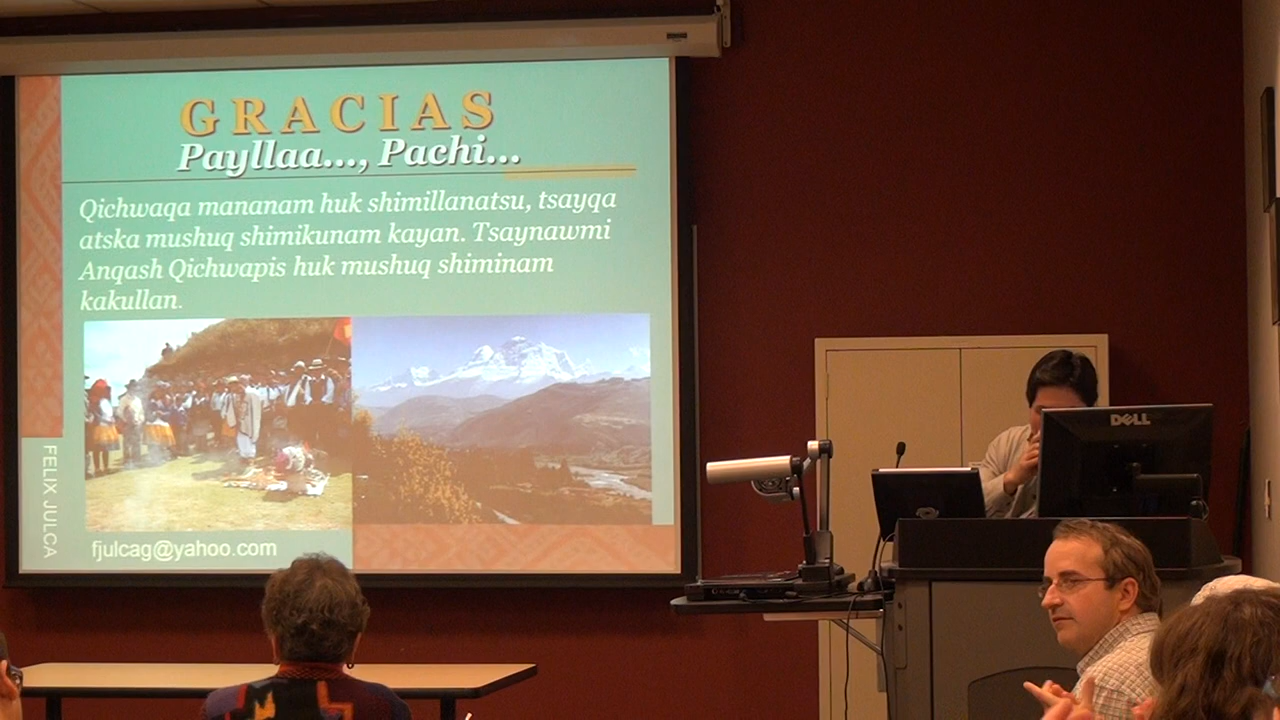 GRACIAS
Payllaa..., Pachi...
Qichwaqa mananam huk shimillanatsu, tsayqa
atska mushuq shimikunam kayan. Tsaynawmi
Anqash Qichwapis huk mushuq shiminam
kakullan.
FELIX JULCA
fjulcag@yahoo.com
DELL